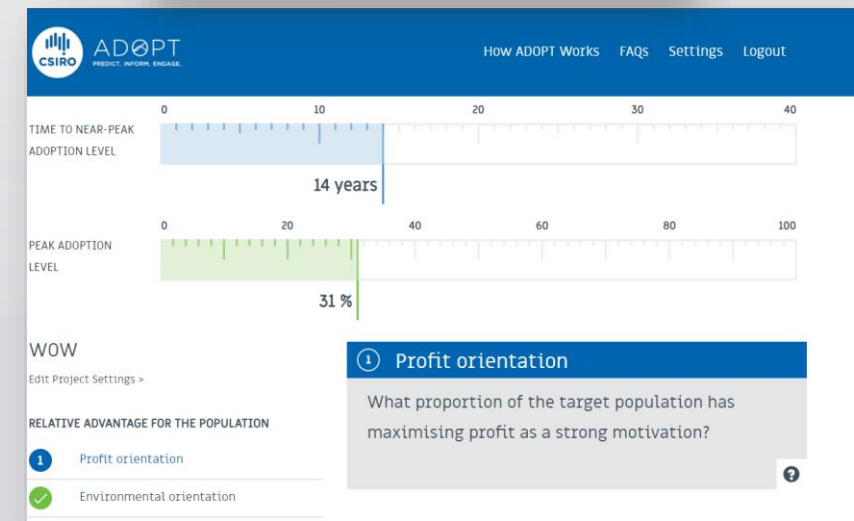 CSIRO
ADOPT
PREDICT. INFORM. ENGAGE.
How ADOPT Works FAQs Settings Logout
0 10 20 30 40
TIME TO NEAR-PEAK
ADOPTION LEVEL
14 years
0 20 40 60 80 100
PEAK ADOPTION
LEVEL
31 %
WOW
Edit Project Settings >
RELATIVE ADVANTAGE FOR THE POPULATION
1 Profit orientation
Environmental orientation
1 Profit orientation
What proportion of the target population has
maximising profit as a strong motivation?
?